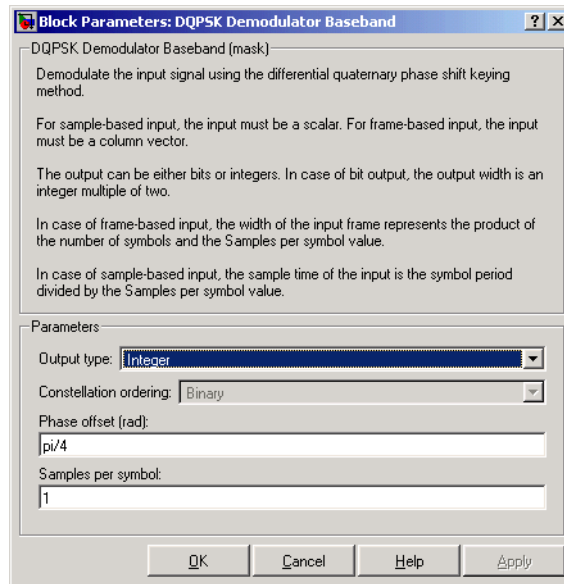 Block Parameters: DQPSK Demodulator Baseband
DQPSK Demodulator Baseband (mask)
Demodulate the input signal using the differential quaternary phase shift keying
method.
For sample-based input, the input must be a scalar. For frame-based input, the input
must be a column vector.
The output can be either bits or integers. In case of bit output, the output width is an
integer multiple of two.
In case of frame-based input, the width of the input frame represents the product of
the number of symbols and the Samples per symbol value.
In case of sample-based input, the sample time of the input is the symbol period
divided by the Samples per symbol value.
Parameters
Output type: Integer
Constellation ordering: Binary
Phase offset (rad):
pi/4
Samples per symbol:
1
OK Cancel Help Apply